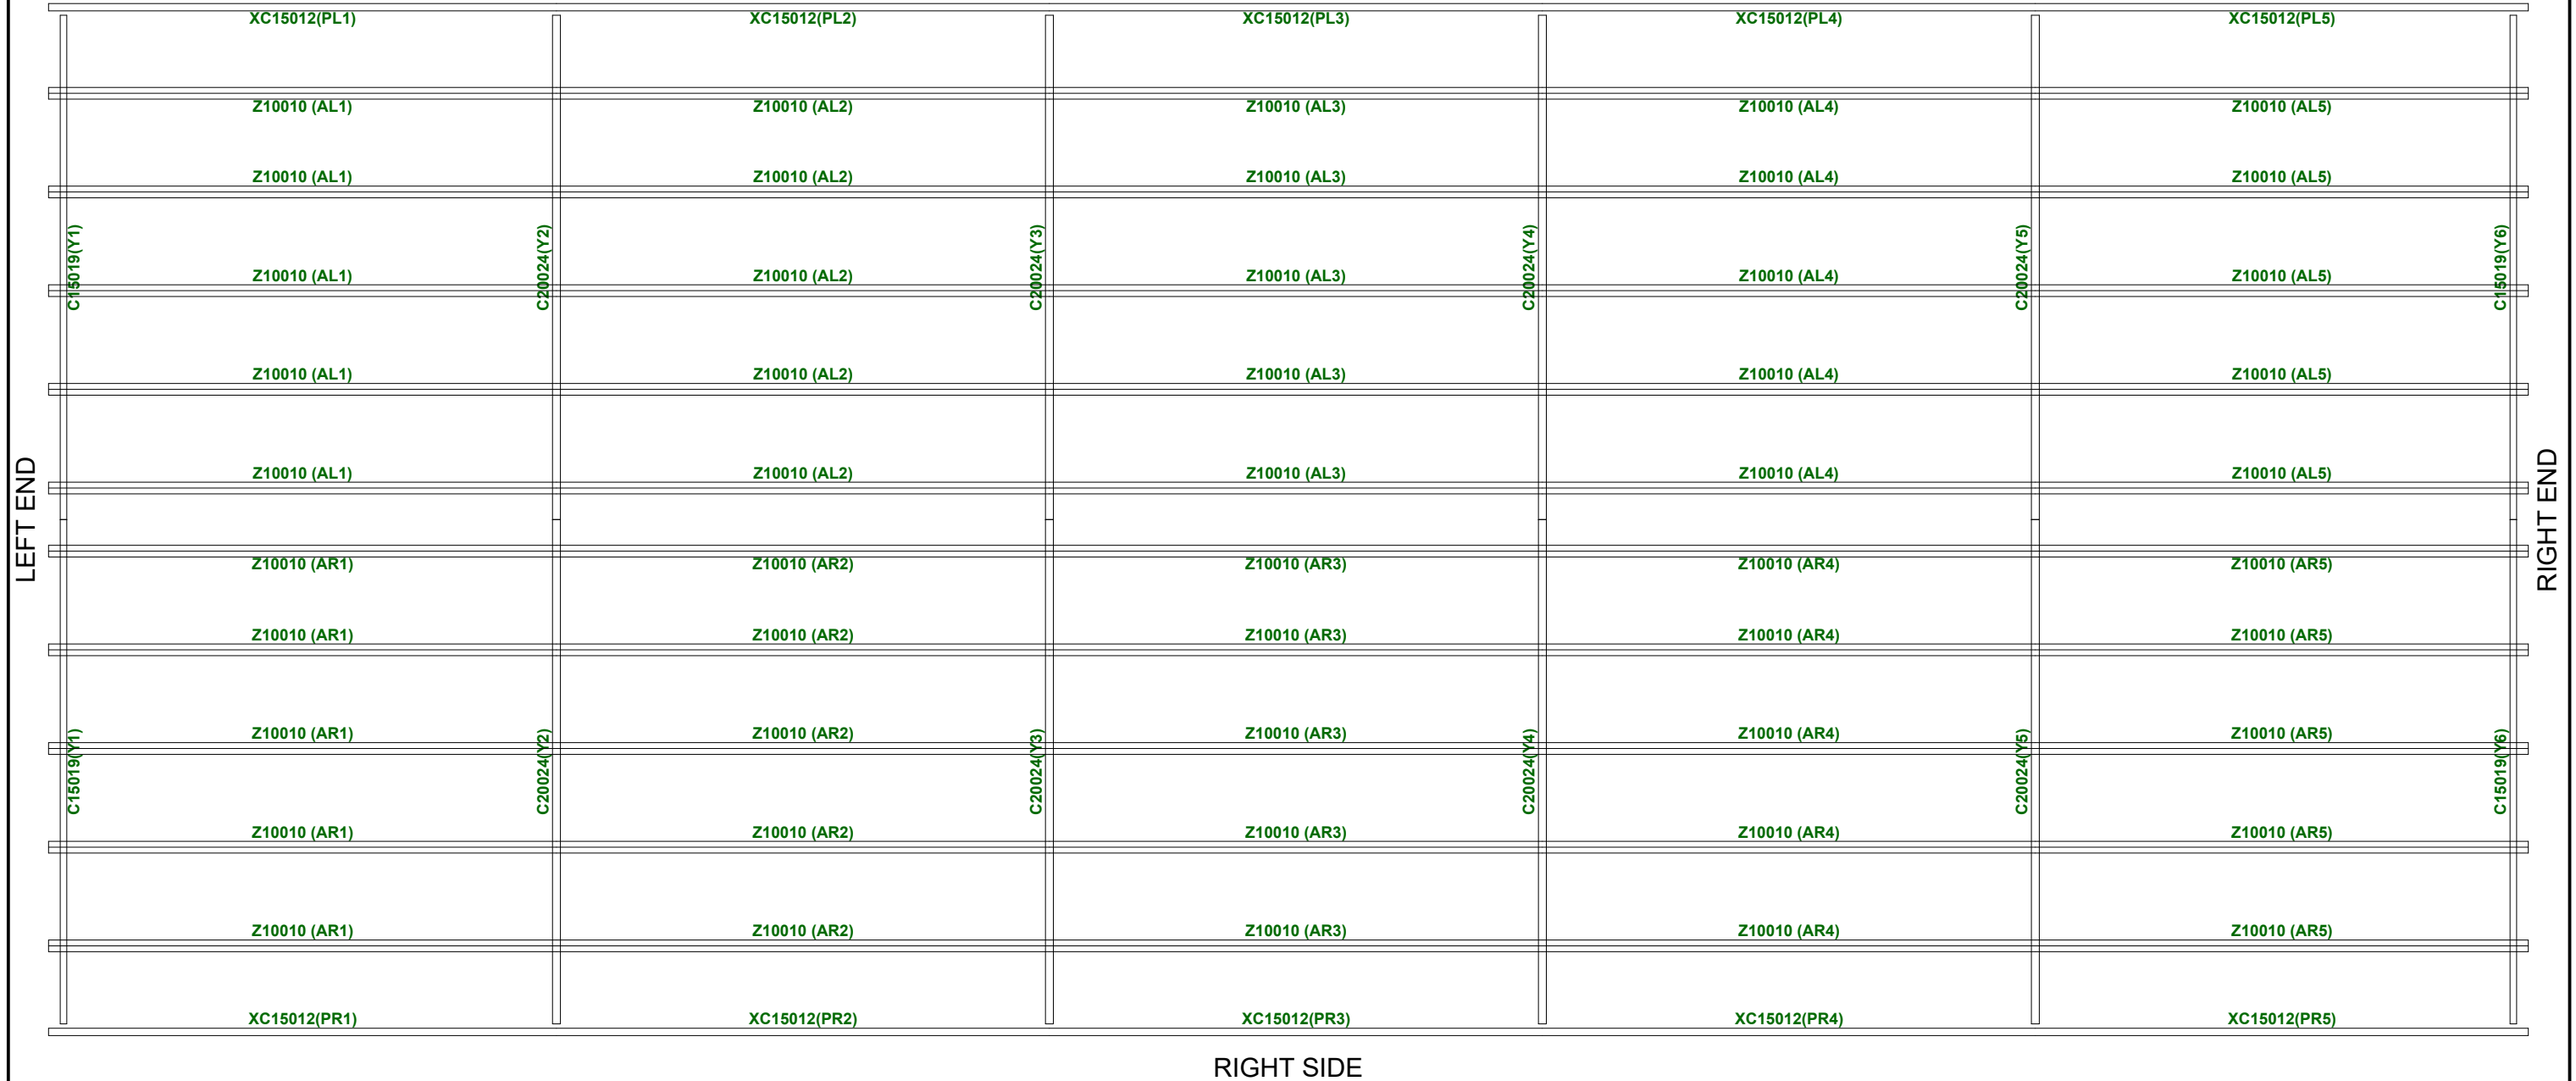 XC15012(PL1) XC15012(PL2) XC15012(PL3) XC15012(PL4) XC15012(PL5)
Z10010 (AL1) Z10010 (AL2) Z10010 (AL3) Z10010 (AL4) Z10010 (AL5)
Z10010 (AL1) Z10010 (AL2) Z10010 (AL3) Z10010 (AL4) Z10010 (AL5)
C15019(Y1) C20024(Y2) C20024(Y3) C20024(Y4) C20024(Y5) C15019(Y6)
Z10010 (AL1) Z10010 (AL2) Z10010 (AL3) Z10010 (AL4) Z10010 (AL5)
Z10010 (AL1) Z10010 (AL2) Z10010 (AL3) Z10010 (AL4) Z10010 (AL5)
Z10010 (AL1) Z10010 (AL2) Z10010 (AL3) Z10010 (AL4) Z10010 (AL5)
LEFT END
RIGHT END
Z10010 (AR1) Z10010 (AR2) Z10010 (AR3) Z10010 (AR4) Z10010 (AR5)
Z10010 (AR1) Z10010 (AR2) Z10010 (AR3) Z10010 (AR4) Z10010 (AR5)
Z10010 (AR1) Z10010 (AR2) Z10010 (AR3) Z10010 (AR4) Z10010 (AR5)
C15019(Y1) C20024(Y2) C20024(Y3) C20024(Y4) C20024(Y5) C15019(Y6)
Z10010 (AR1) Z10010 (AR2) Z10010 (AR3) Z10010 (AR4) Z10010 (AR5)
Z10010 (AR1) Z10010 (AR2) Z10010 (AR3) Z10010 (AR4) Z10010 (AR5)
XC15012(PR1) XC15012(PR2) XC15012(PR3) XC15012(PR4) XC15012(PR5)
RIGHT SIDE